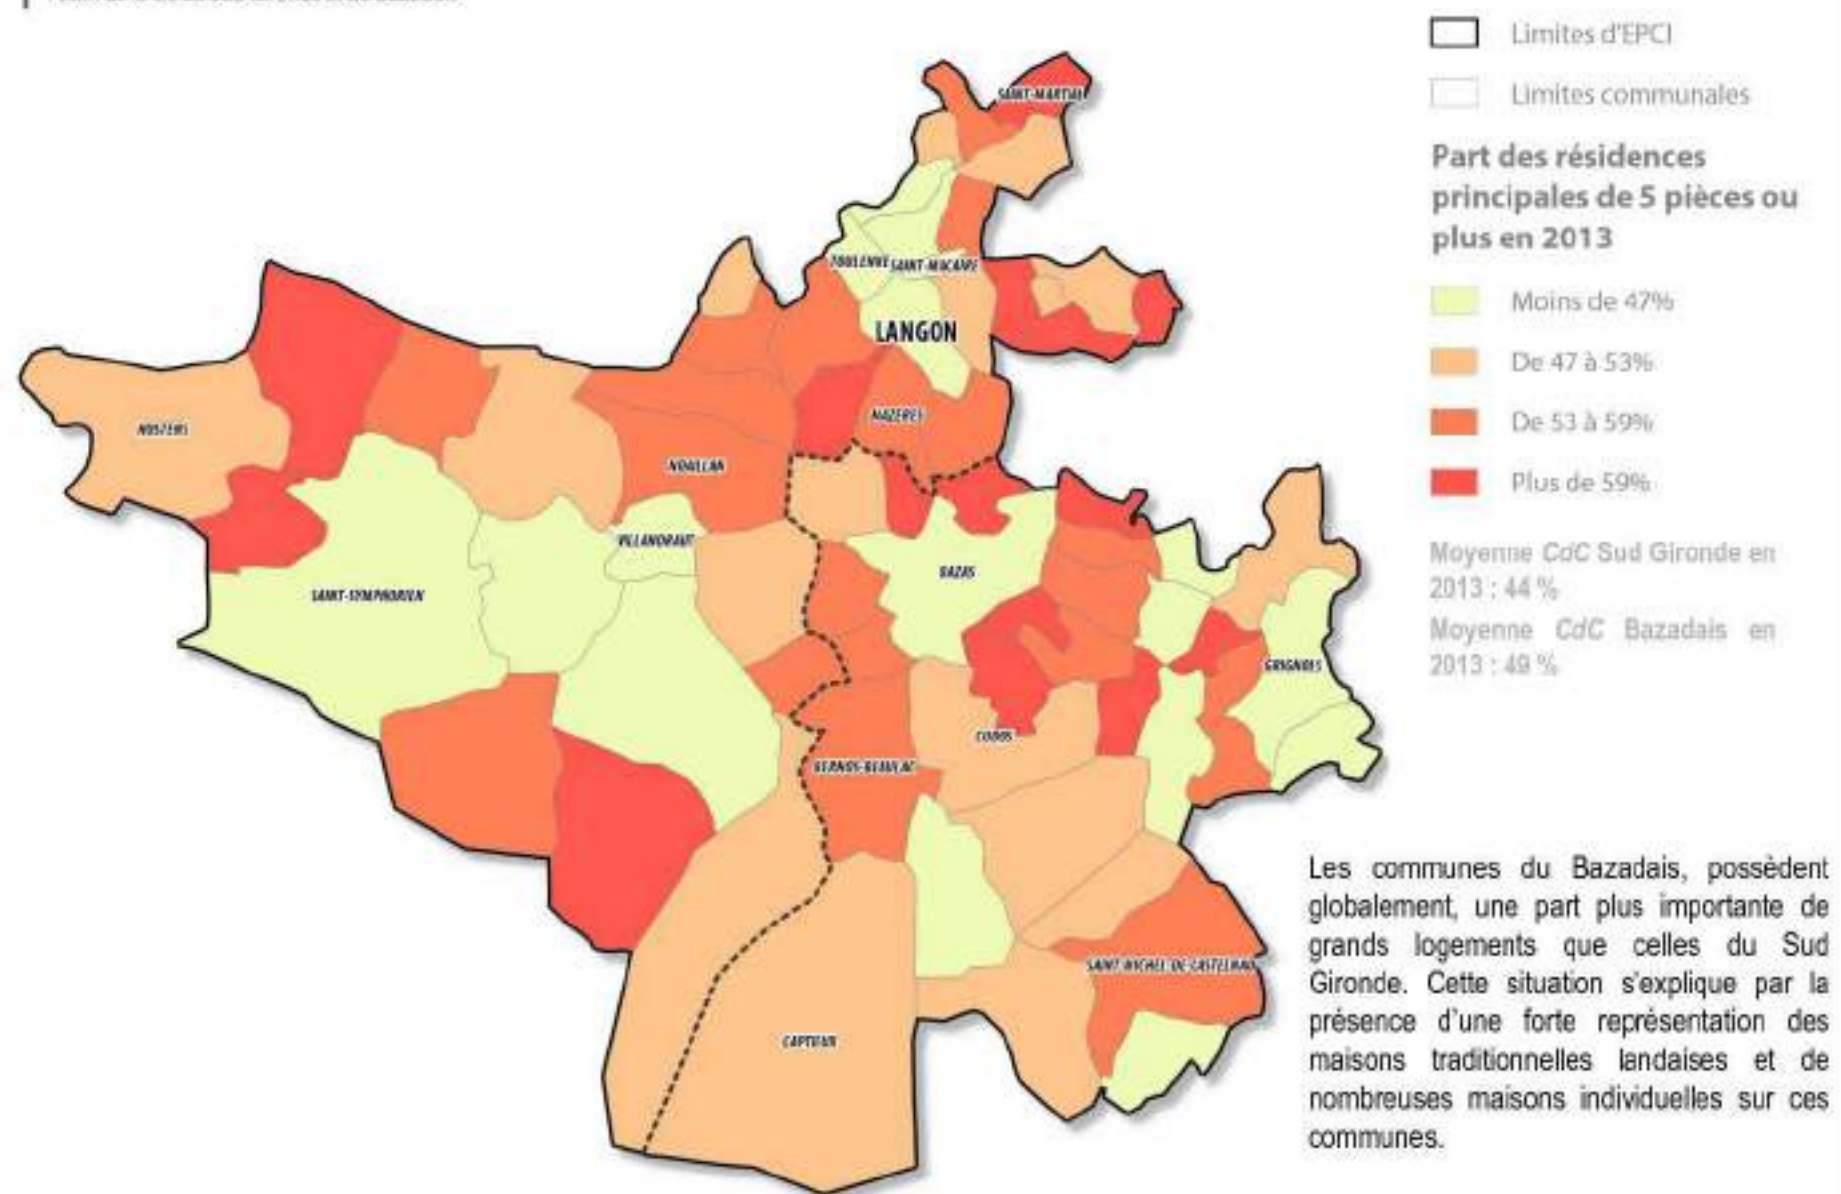 Limites d'EPCI
Limites communales
Part des résidences
principales de 5 pièces ou
plus en 2013
Moins de 47%
De 47 à 53%
De 53 à 59%
Plus de 59%
Moyenne CdC Sud Gironde en
2013 : 44 %
Moyenne CdC Bazadais en
2013 : 49 %
SAINT-MARTIAL
TOULENNE
SAINT-MACAIRE
LANGON
MAZERES
HOSTENS
NOAILLAN
VILLANDRAUT
SAINT-SYMPHORIEN
BAZAS
GRIGNOLS
CUDOS
BERNOS-BEAULAC
SAINT-MICHEL-DE-CASTELNAU
CAPTIEUX
Les communes du Bazadais, possèdent
globalement, une part plus importante de
grands logements que celles du Sud
Gironde. Cette situation s'explique par la
présence d'une forte représentation des
maisons traditionnelles landaises et de
nombreuses maisons individuelles sur ces
communes.